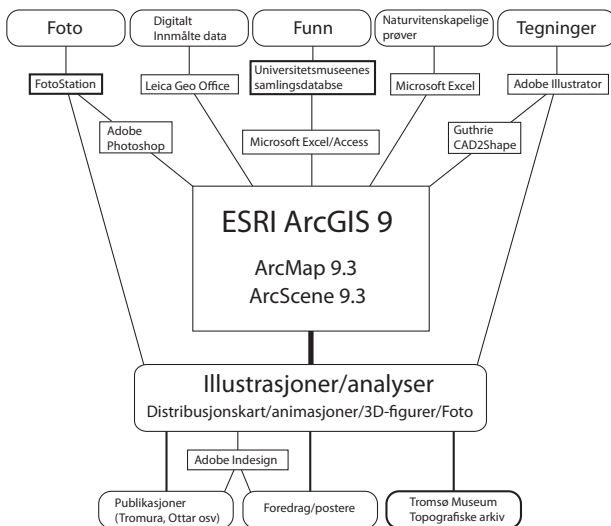 Foto
Digitalt
Innmålte data
Funn
Naturvitenskapelige
prøver
Tegninger
FotoStation
Leica Geo Office
Universitetsmuseenes
samlingsdatabse
Microsoft Excel
Adobe Illustrator
Adobe
Photoshop
Microsoft Excel/Access
Guthrie
CAD2Shape
ESRI ArcGIS 9
ArcMap 9.3
ArcScene 9.3
Illustrasjoner/analyser
Distribusjonskart/animasjoner/3D-figurer/Foto
Adobe Indesign
Publikasjoner
(Tromura, Ottar osv)
Foredrag/postere
Tromsø Museum
Topografiske arkiv